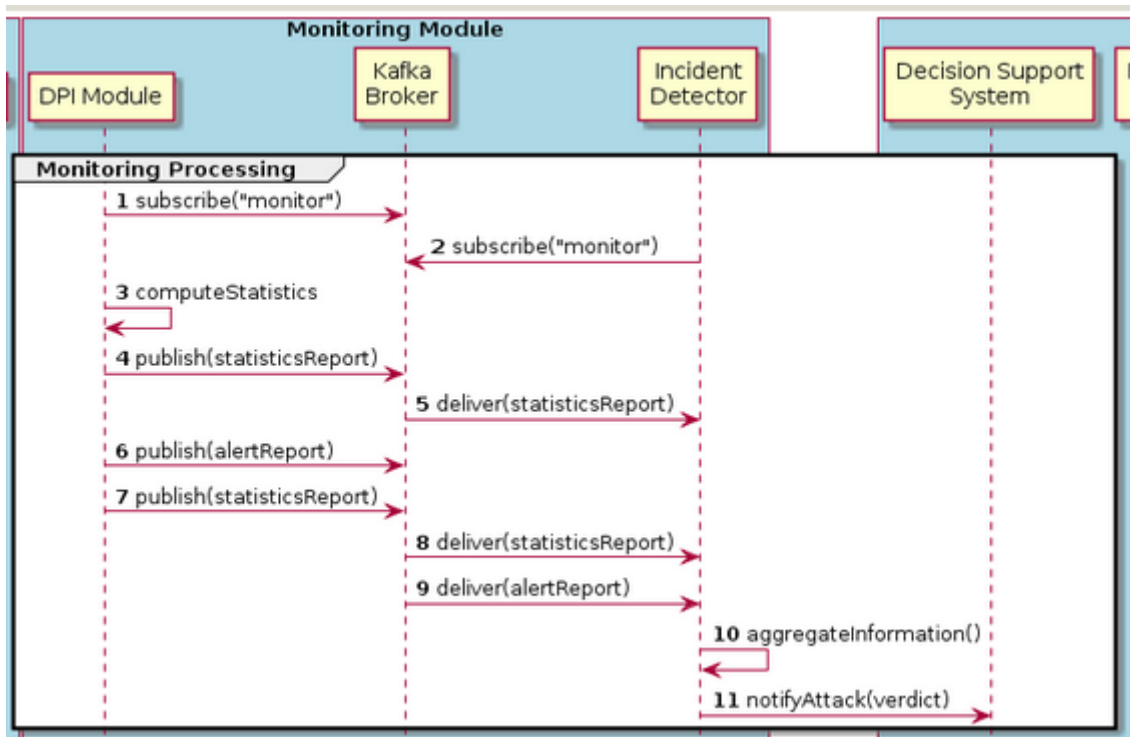 Monitoring Module
DPI Module
Kafka
Broker
Incident
Detector
Decision Support
System
Monitoring Processing
1 subscribe("monitor")
2 subscribe("monitor")
3 computeStatistics
4 publish(statisticsReport)
5 deliver(statisticsReport)
6 publish(alertReport)
7 publish(statisticsReport)
8 deliver(statisticsReport)
9 deliver(alertReport)
10 aggregateInformation()
11 notifyAttack(verdict)